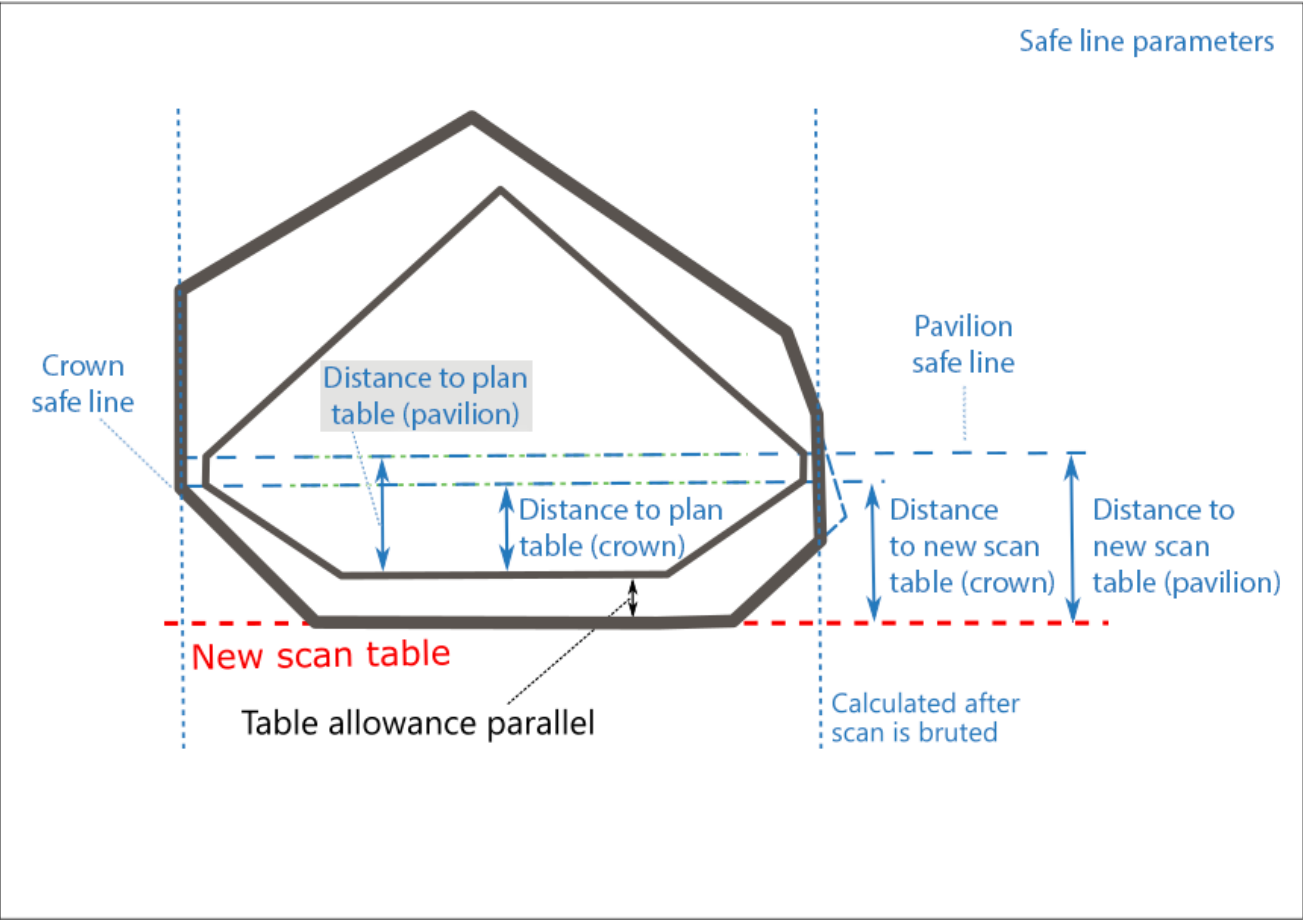 Safe line parameters
Pavilion
safe line
Crown
safe line
Distance to plan
table (pavilion)
Distance to plan
table (crown)
Distance
to new scan
table (crown)
Distance to
new scan
table (pavilion)
New scan table
Table allowance parallel
Calculated after
scan is bruted